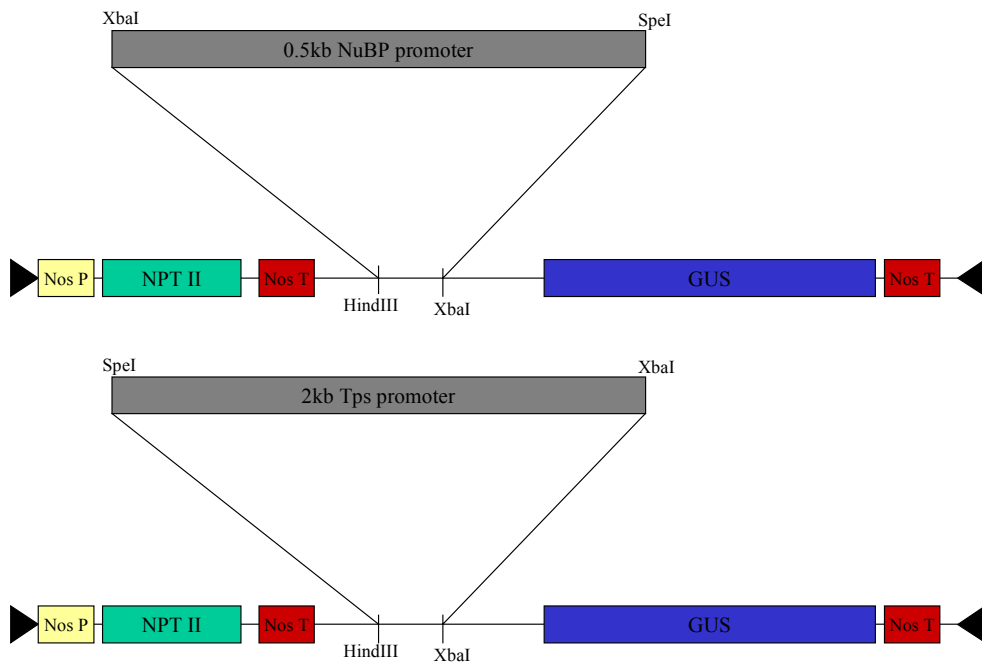 XbaI SpeI
0.5kb NuBP promoter
Nos P NPT II Nos T GUS Nos T
HindIII XbaI
SpeI XbaI
2kb Tps promoter
Nos P NPT II Nos T GUS Nos T
HindIII XbaI